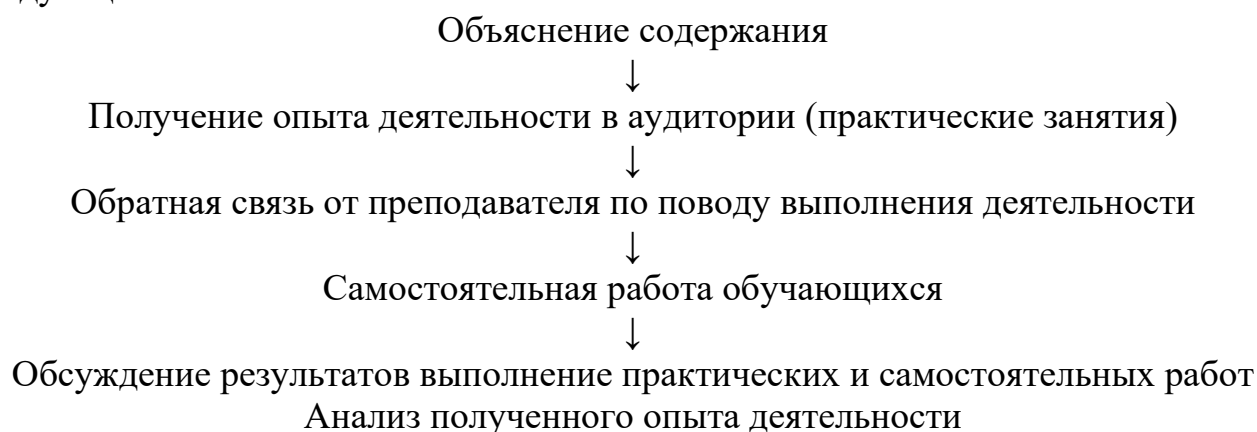 Объяснение содержания
↓
Получение опыта деятельности в аудитории (практические занятия)
↓
Обратная связь от преподавателя по поводу выполнения деятельности
↓
Самостоятельная работа обучающихся
↓
Обсуждение результатов выполнение практических и самостоятельных работ
Анализ полученного опыта деятельности